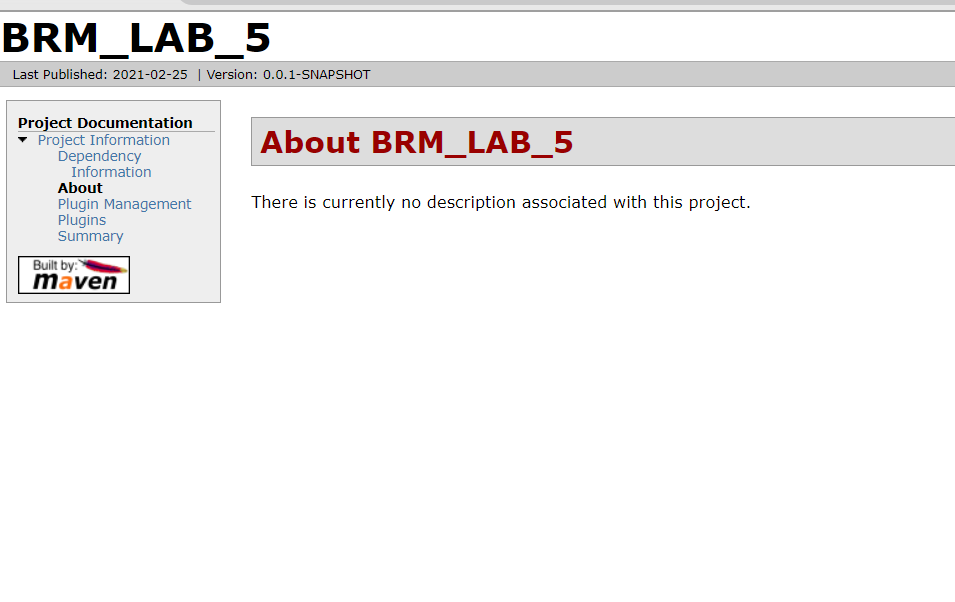 BRM_LAB_5
Last Published: 2021-02-25 | Version: 0.0.1-SNAPSHOT
Project Documentation
Project Information
Dependency
Information
About
Plugin Management
Plugins
Summary
Built by:
maven
About BRM_LAB_5
There is currently no description associated with this project.